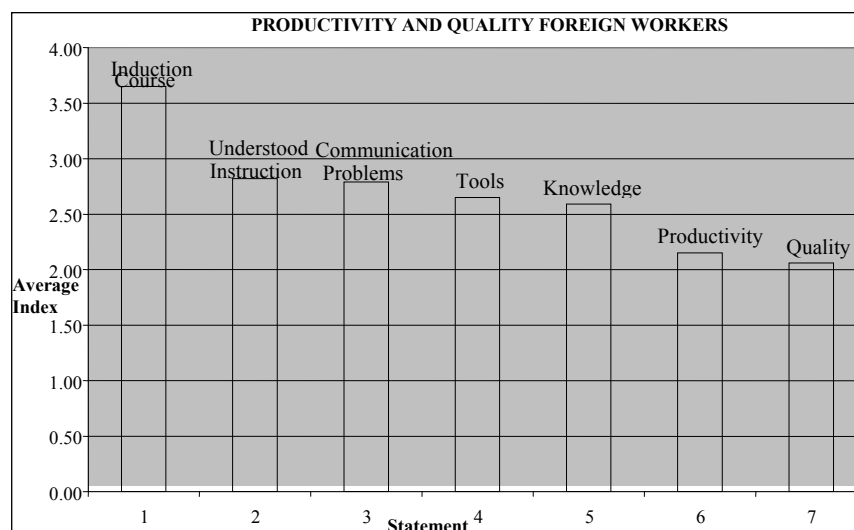 PRODUCTIVITY AND QUALITY FOREIGN WORKERS
4.00
3.50
3.00
2.50
2.00
1.50
1.00
0.50
0.00
Average
Index
Induction
Course
Understood
Instruction
Communication
Problems
Tools
Knowledge
Productivity
Quality
1
2
3
4
5
6
7
Statement